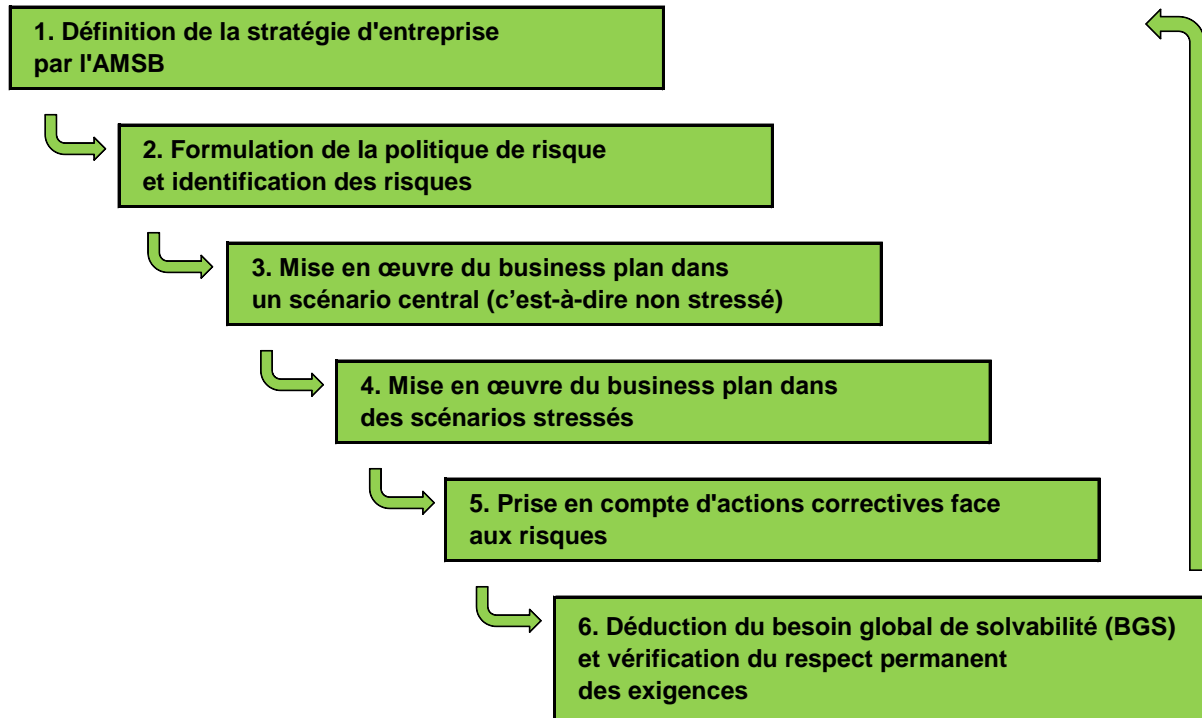 1. Définition de la stratégie d'entreprise
par l'AMSB
2. Formulation de la politique de risque
et identification des risques
3. Mise en œuvre du business plan dans
un scénario central (c’est-à-dire non stressé)
4. Mise en œuvre du business plan dans
des scénarios stressés
5. Prise en compte d'actions correctives face
aux risques
6. Déduction du besoin global de solvabilité (BGS)
et vérification du respect permanent
des exigences